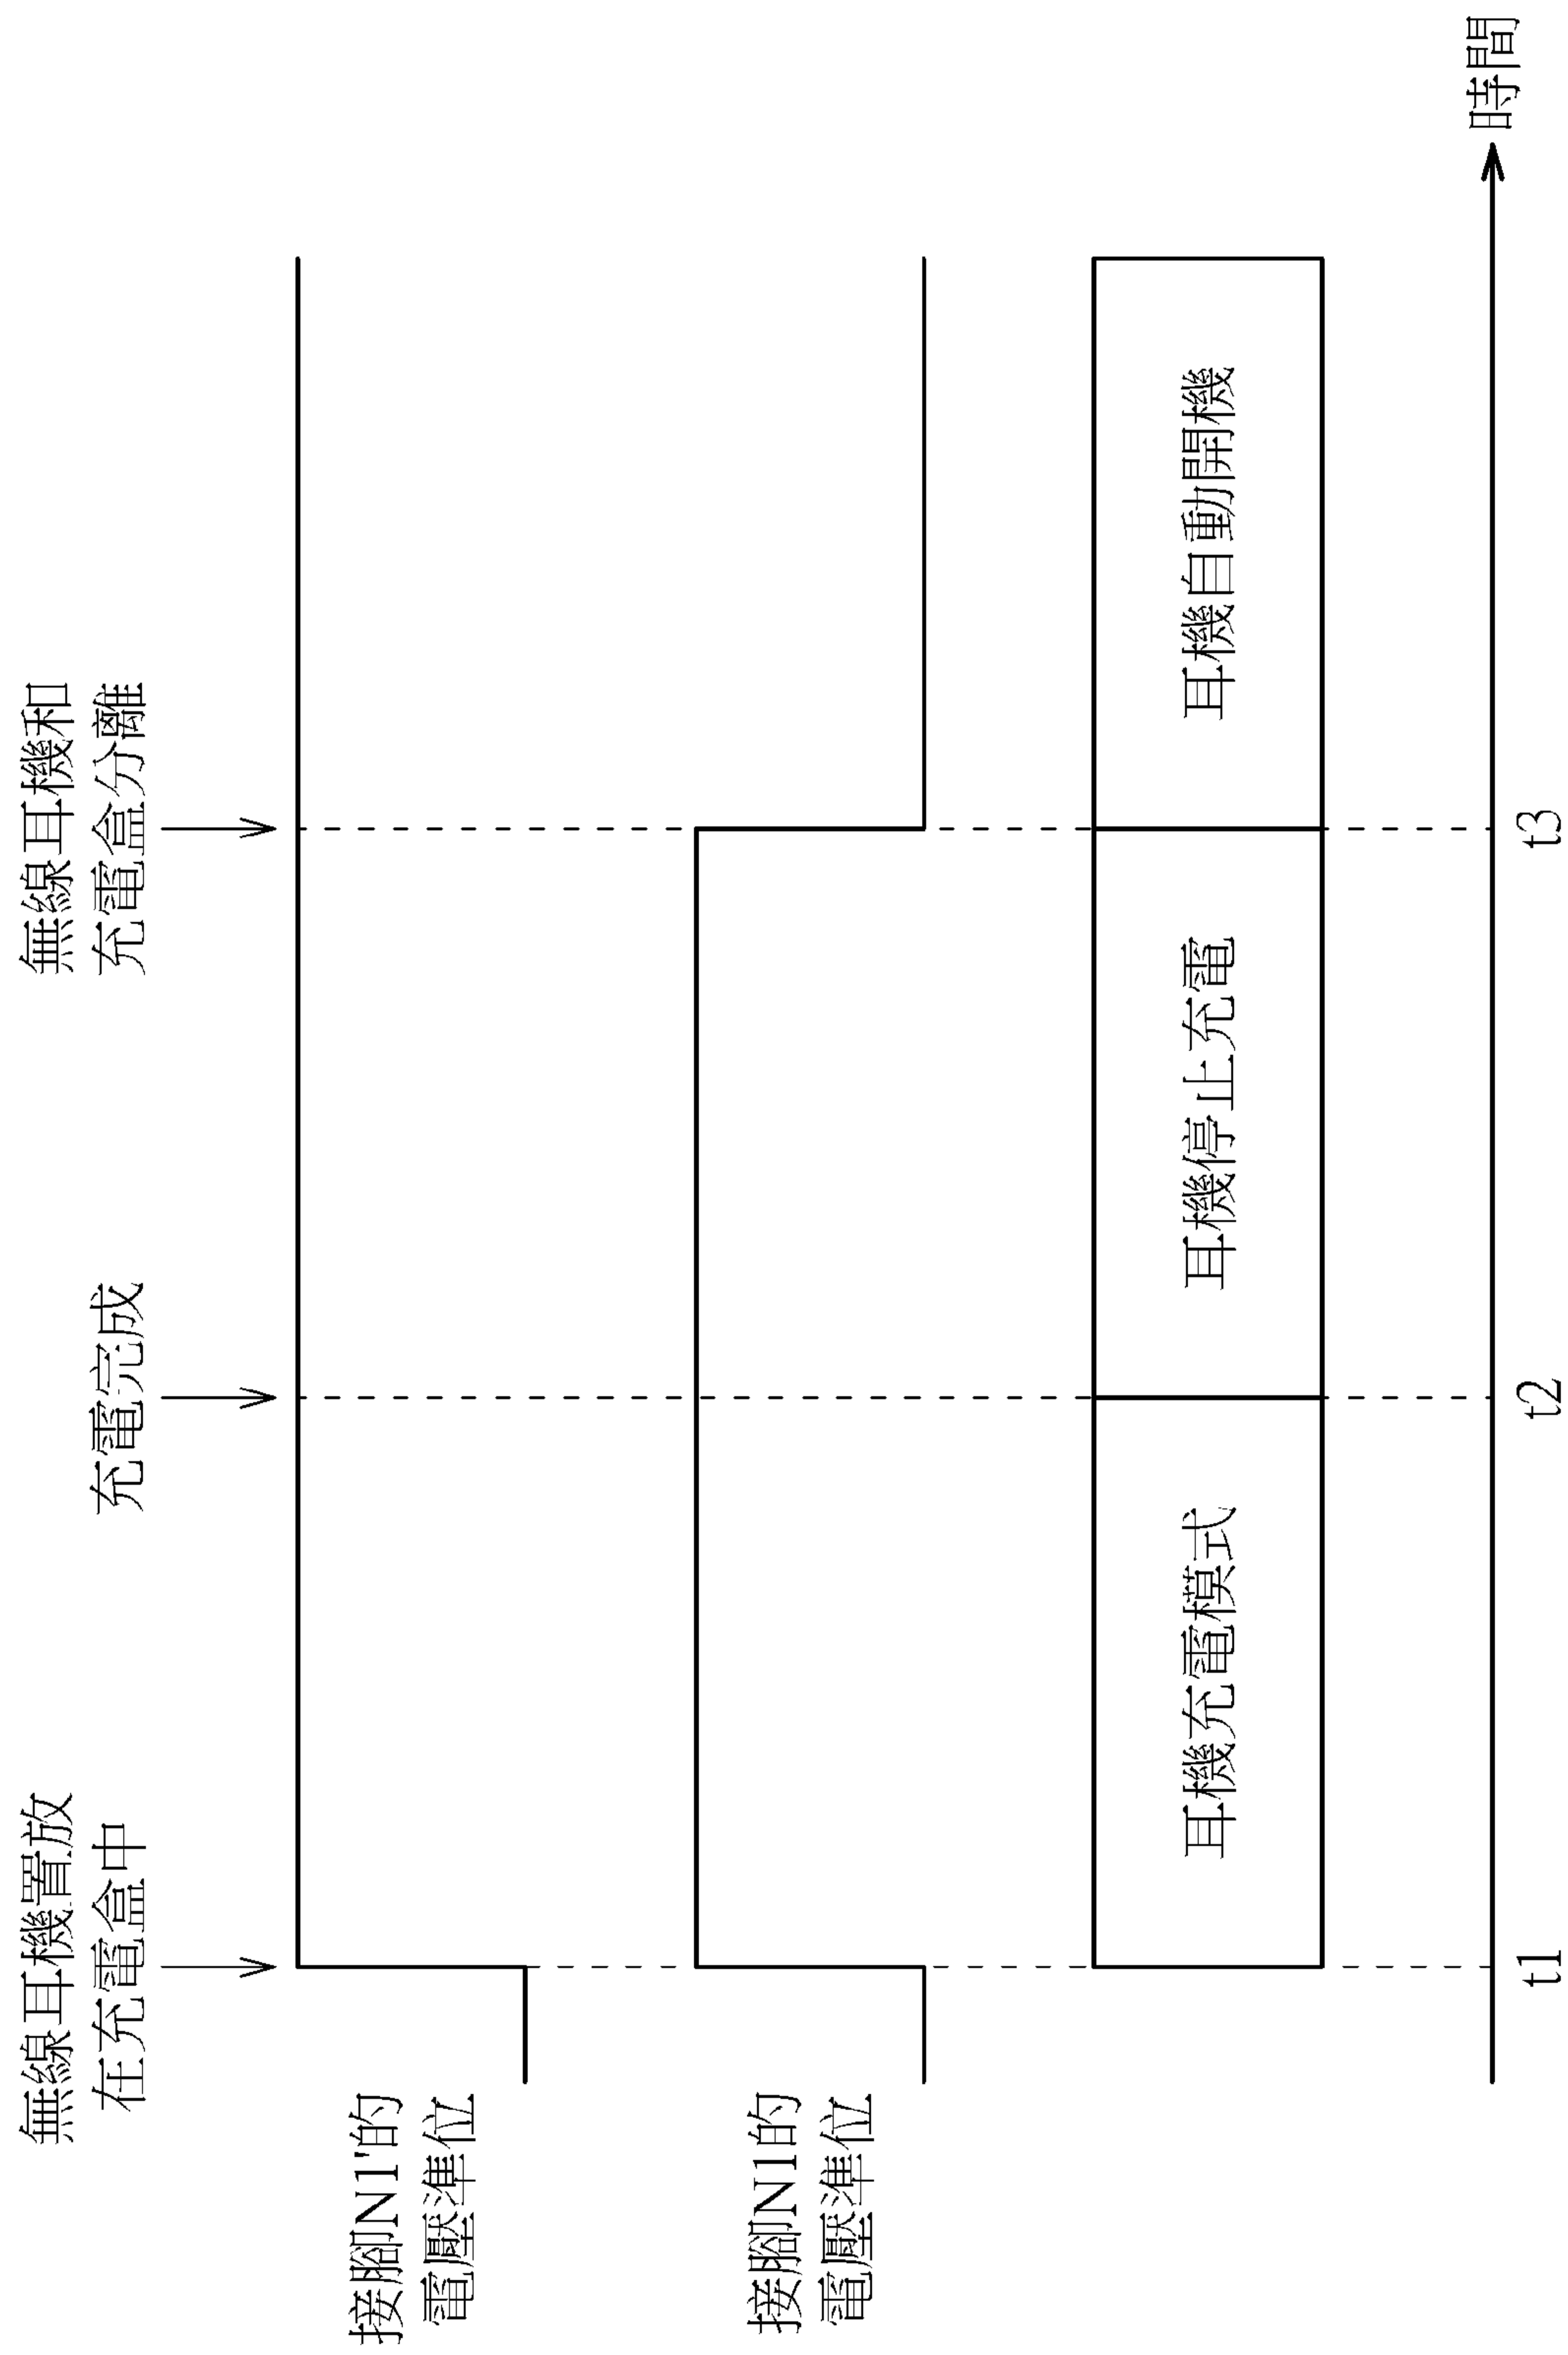 無線耳機置放
在充電盒中
充電完成
無線耳機和
充電盒分離
接腳N1'的
電壓準位
接腳N1的
電壓準位
耳機充電模式
耳機停止充電
耳機自動開機
t1
t2
t3
時間